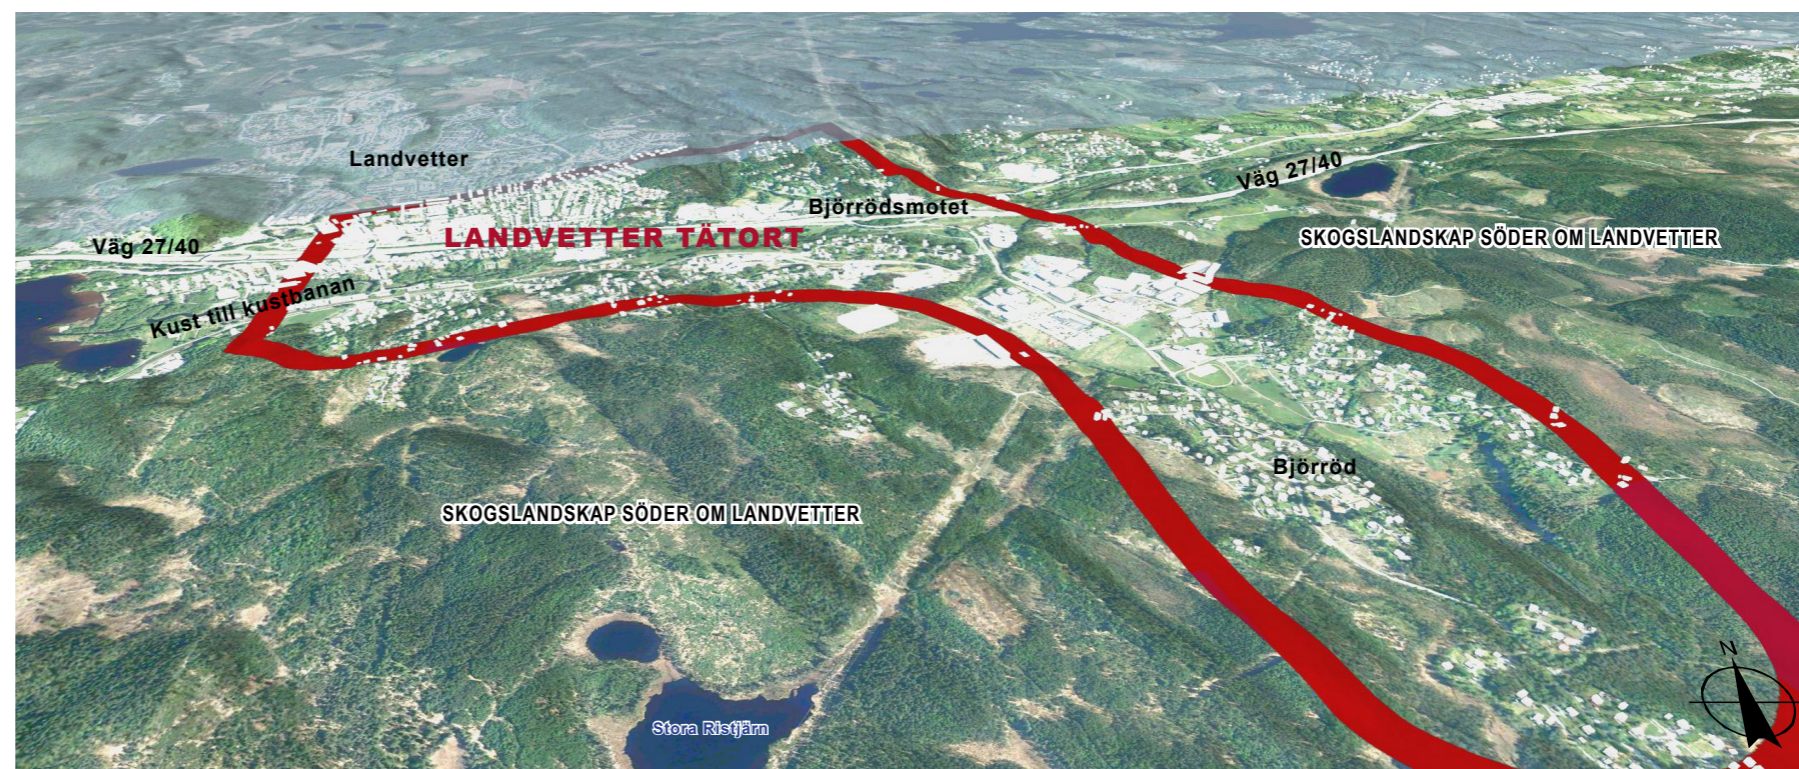 Landvetter
Väg 27/40
Björrödsmotet
Väg 27/40
LANDVETTER TÄTORT
SKOGSLANDSKAP SÖDER OM LANDVETTER
Kust till kustbanan
Björröd
SKOGSLANDSKAP SÖDER OM LANDVETTER
N
Stora Ristjärn